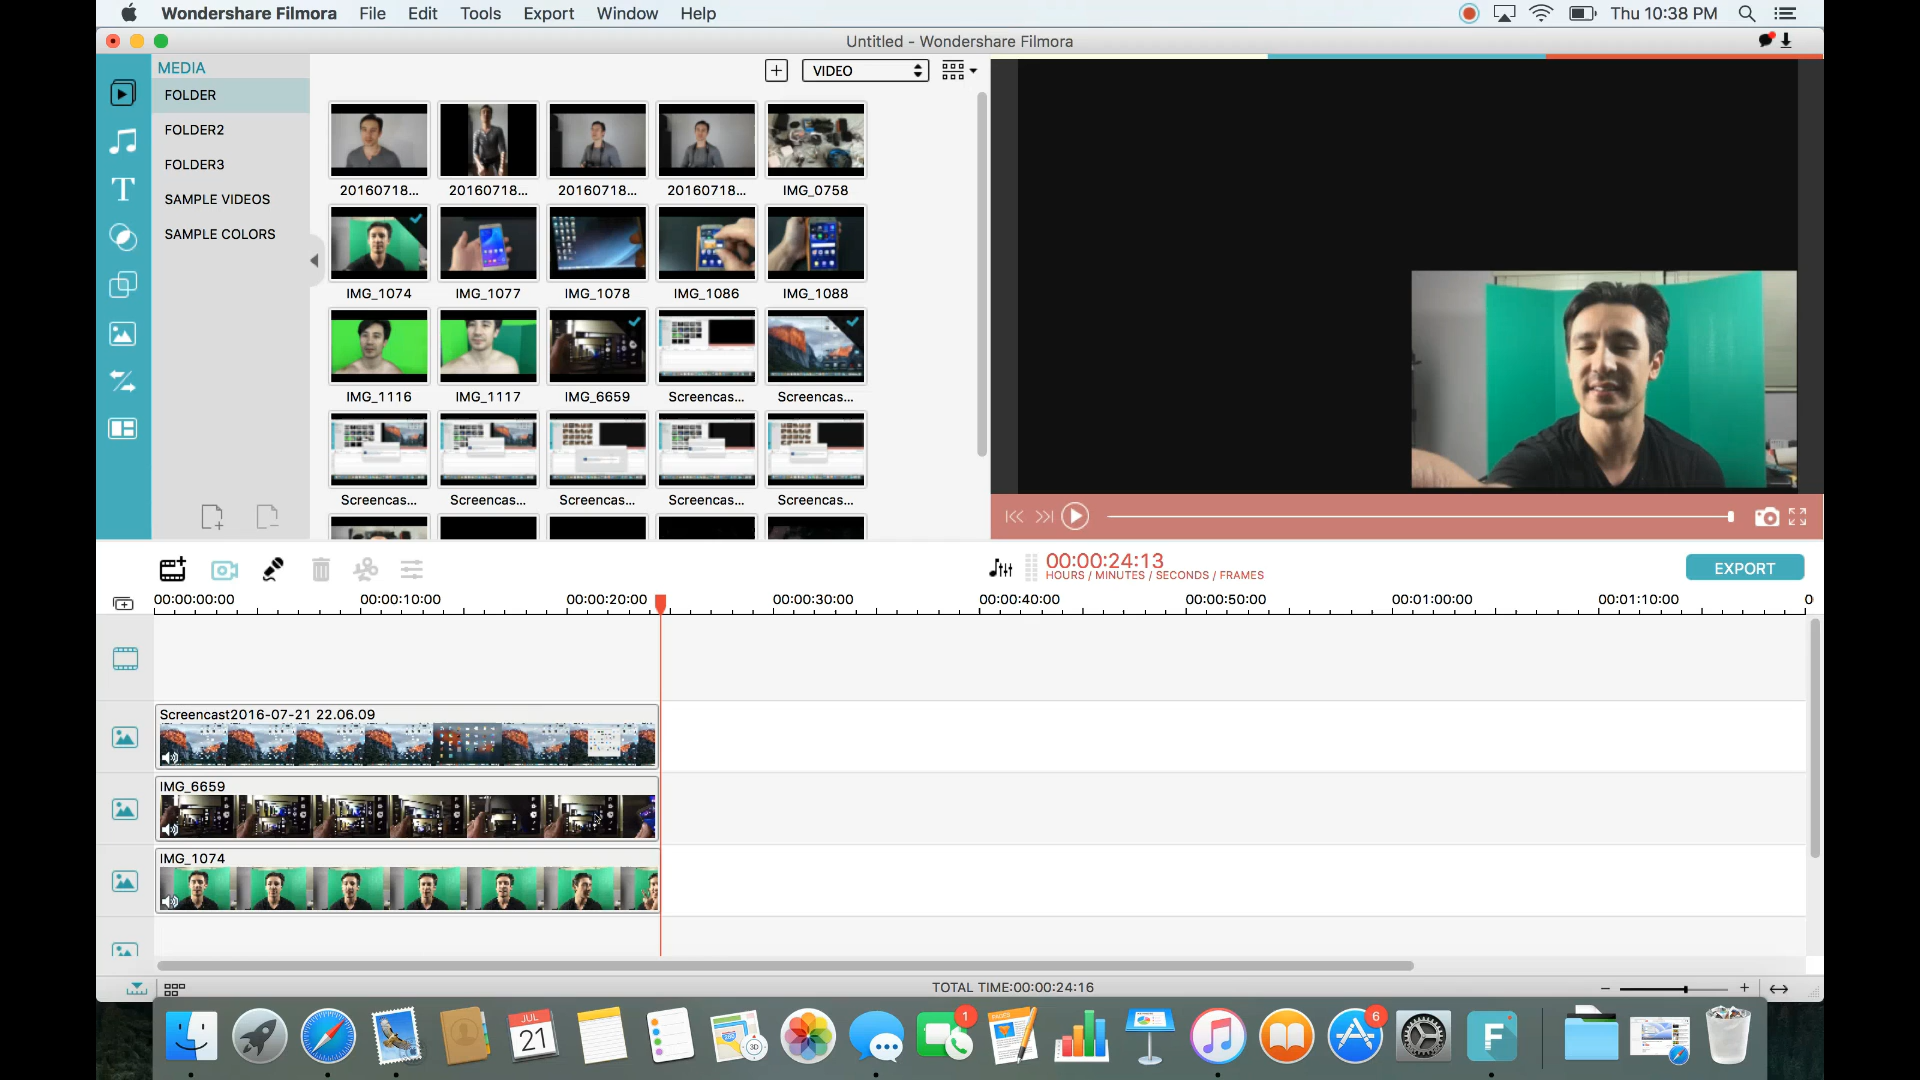 Wondershare Filmora File Edit Tools Export Window Help Thu 10:38 PM
Untitled - Wondershare Filmora
MEDIA
FOLDER
FOLDER2
FOLDER3
SAMPLE VIDEOS
SAMPLE COLORS
VIDEO
20160718... 20160718... 20160718... 20160718... IMG_0758
IMG_1074 IMG_1077 IMG_1078 IMG_1086 IMG_1088
IMG_1116 IMG_1117 IMG_6659 Screencas... Screencas...
Screencas... Screencas... Screencas... Screencas... Screencas...
00:00:24:13
HOURS / MINUTES / SECONDS / FRAMES
EXPORT
00:00:00:00 00:00:10:00 00:00:20:00 00:00:30:00 00:00:40:00 00:00:50:00 00:01:00:00 00:01:10:00 0
Screencast2016-07-21 22.06.09
IMG_6659
IMG_1074
TOTAL TIME:00:00:24:16
JUL
21
3D
1
PAGES
6
F